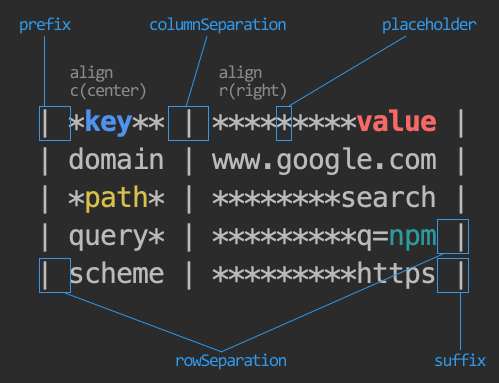 prefix columnSeparation placeholder
align align
c(center) r(right)
| *key** | *********value |
| domain | www.google.com |
| *path* | ********search |
| query* | *********q=npm |
| scheme | *********https |
rowSeparation suffix